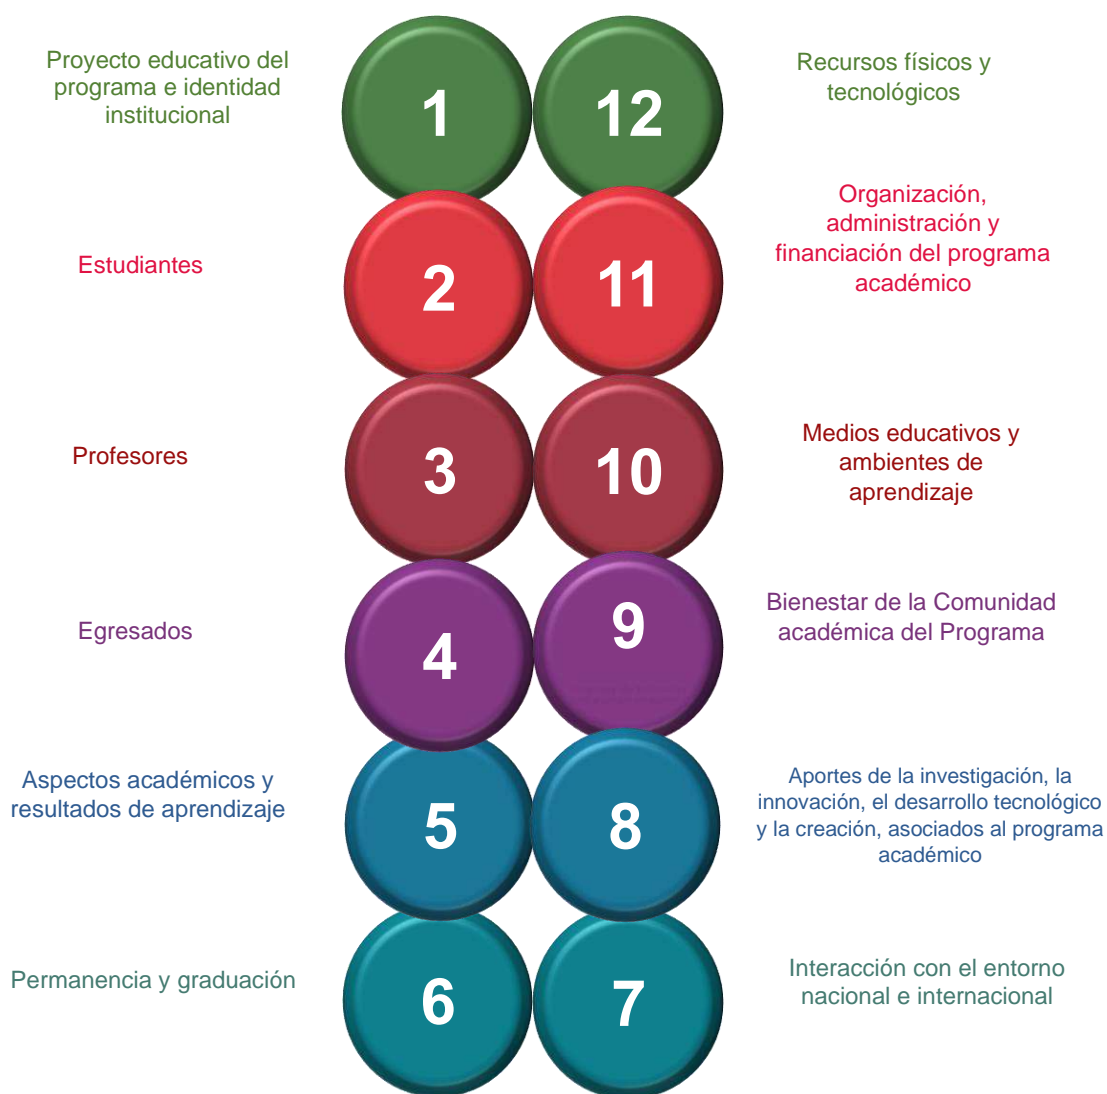 Proyecto educativo del
programa e identidad
institucional
1
12
Recursos físicos y
tecnológicos
Estudiantes
2
11
Organización,
administración y
financiación del programa
académico
Profesores
3
10
Medios educativos y
ambientes de
aprendizaje
Egresados
4
9
Bienestar de la Comunidad
académica del Programa
Aspectos académicos y
resultados de aprendizaje
5
8
Aportes de la investigación, la
innovación, el desarrollo tecnológico
y la creación, asociados al programa
académico
Permanencia y graduación
6
7
Interacción con el entorno
nacional e internacional